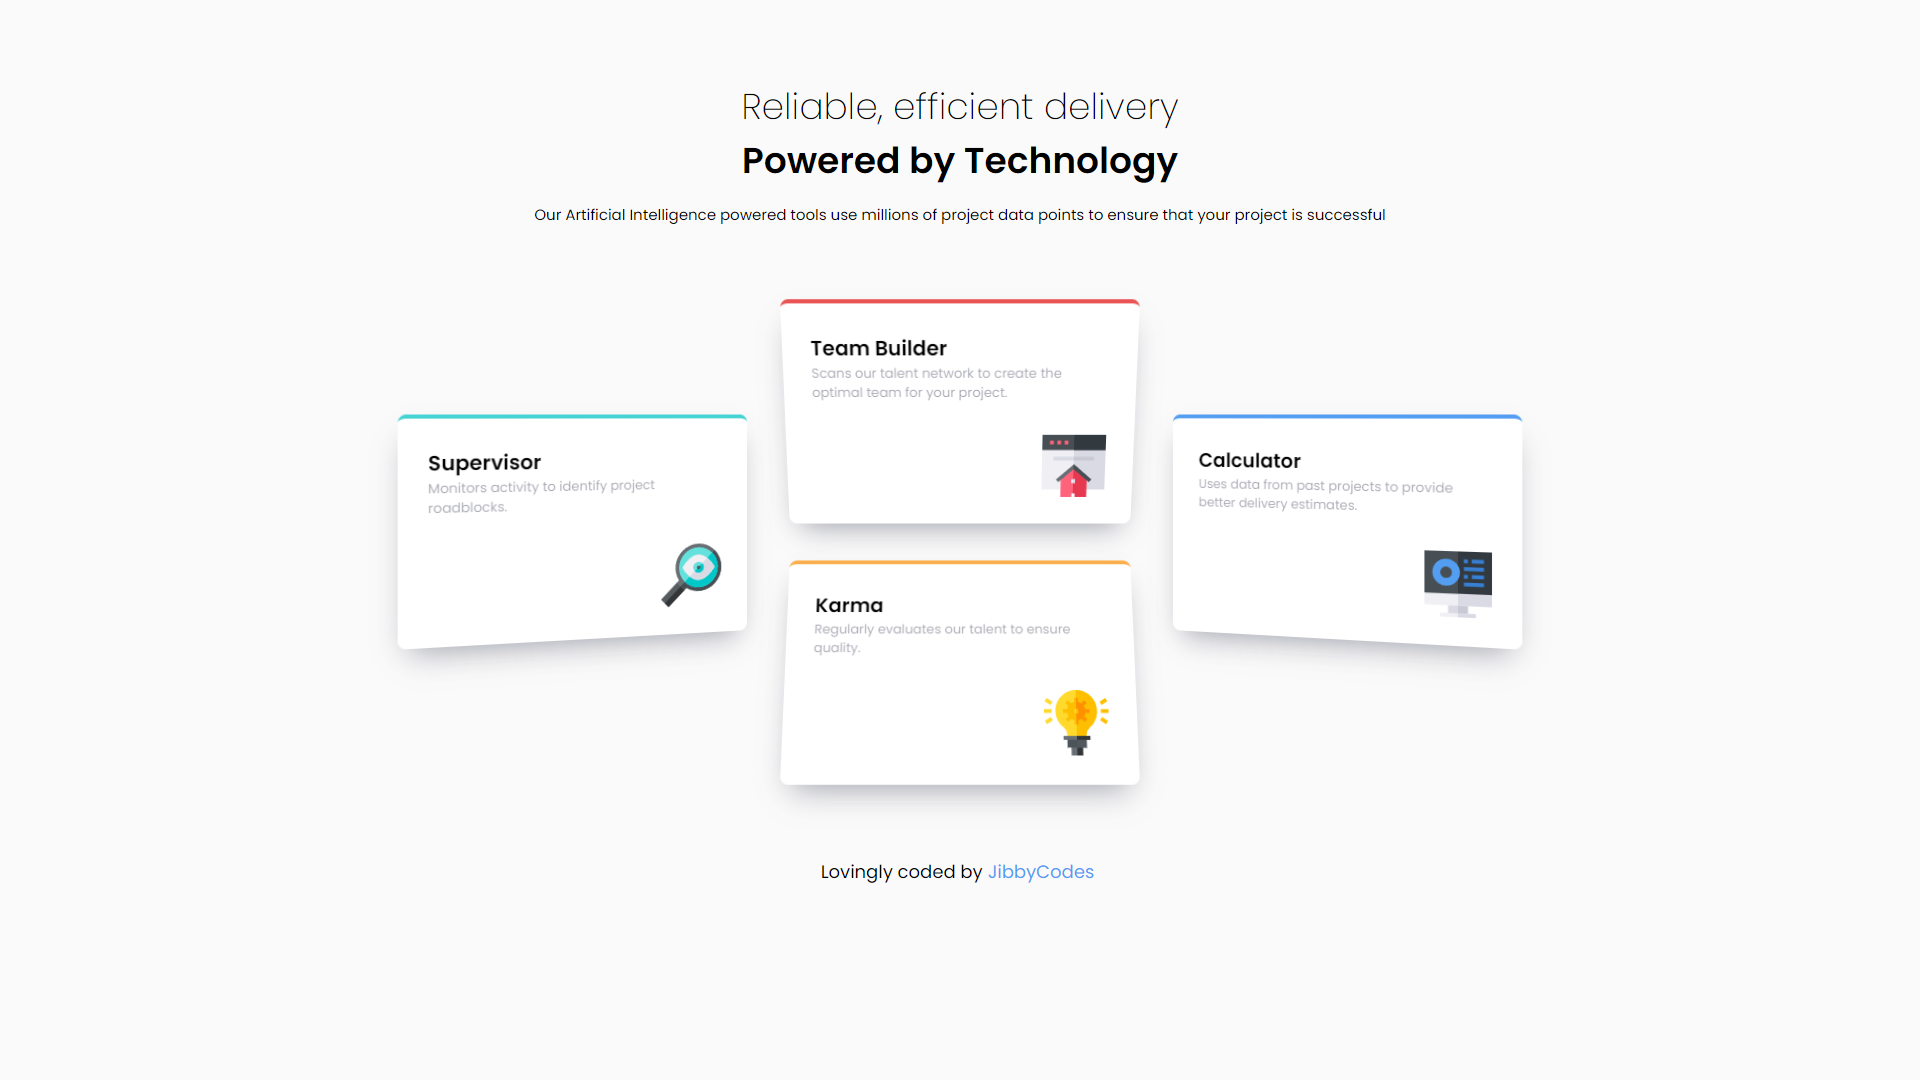 Reliable, efficient delivery
Powered by Technology
Our Artificial Intelligence powered tools use millions of project data points to ensure that your project is successful
Supervisor
Monitors activity to identify project
roadblocks.
Team Builder
Scans our talent network to create the
optimal team for your project.
Karma
Regularly evaluates our talent to ensure
quality.
Calculator
Uses data from past projects to provide
better delivery estimates.
Lovingly coded by JibbyCodes